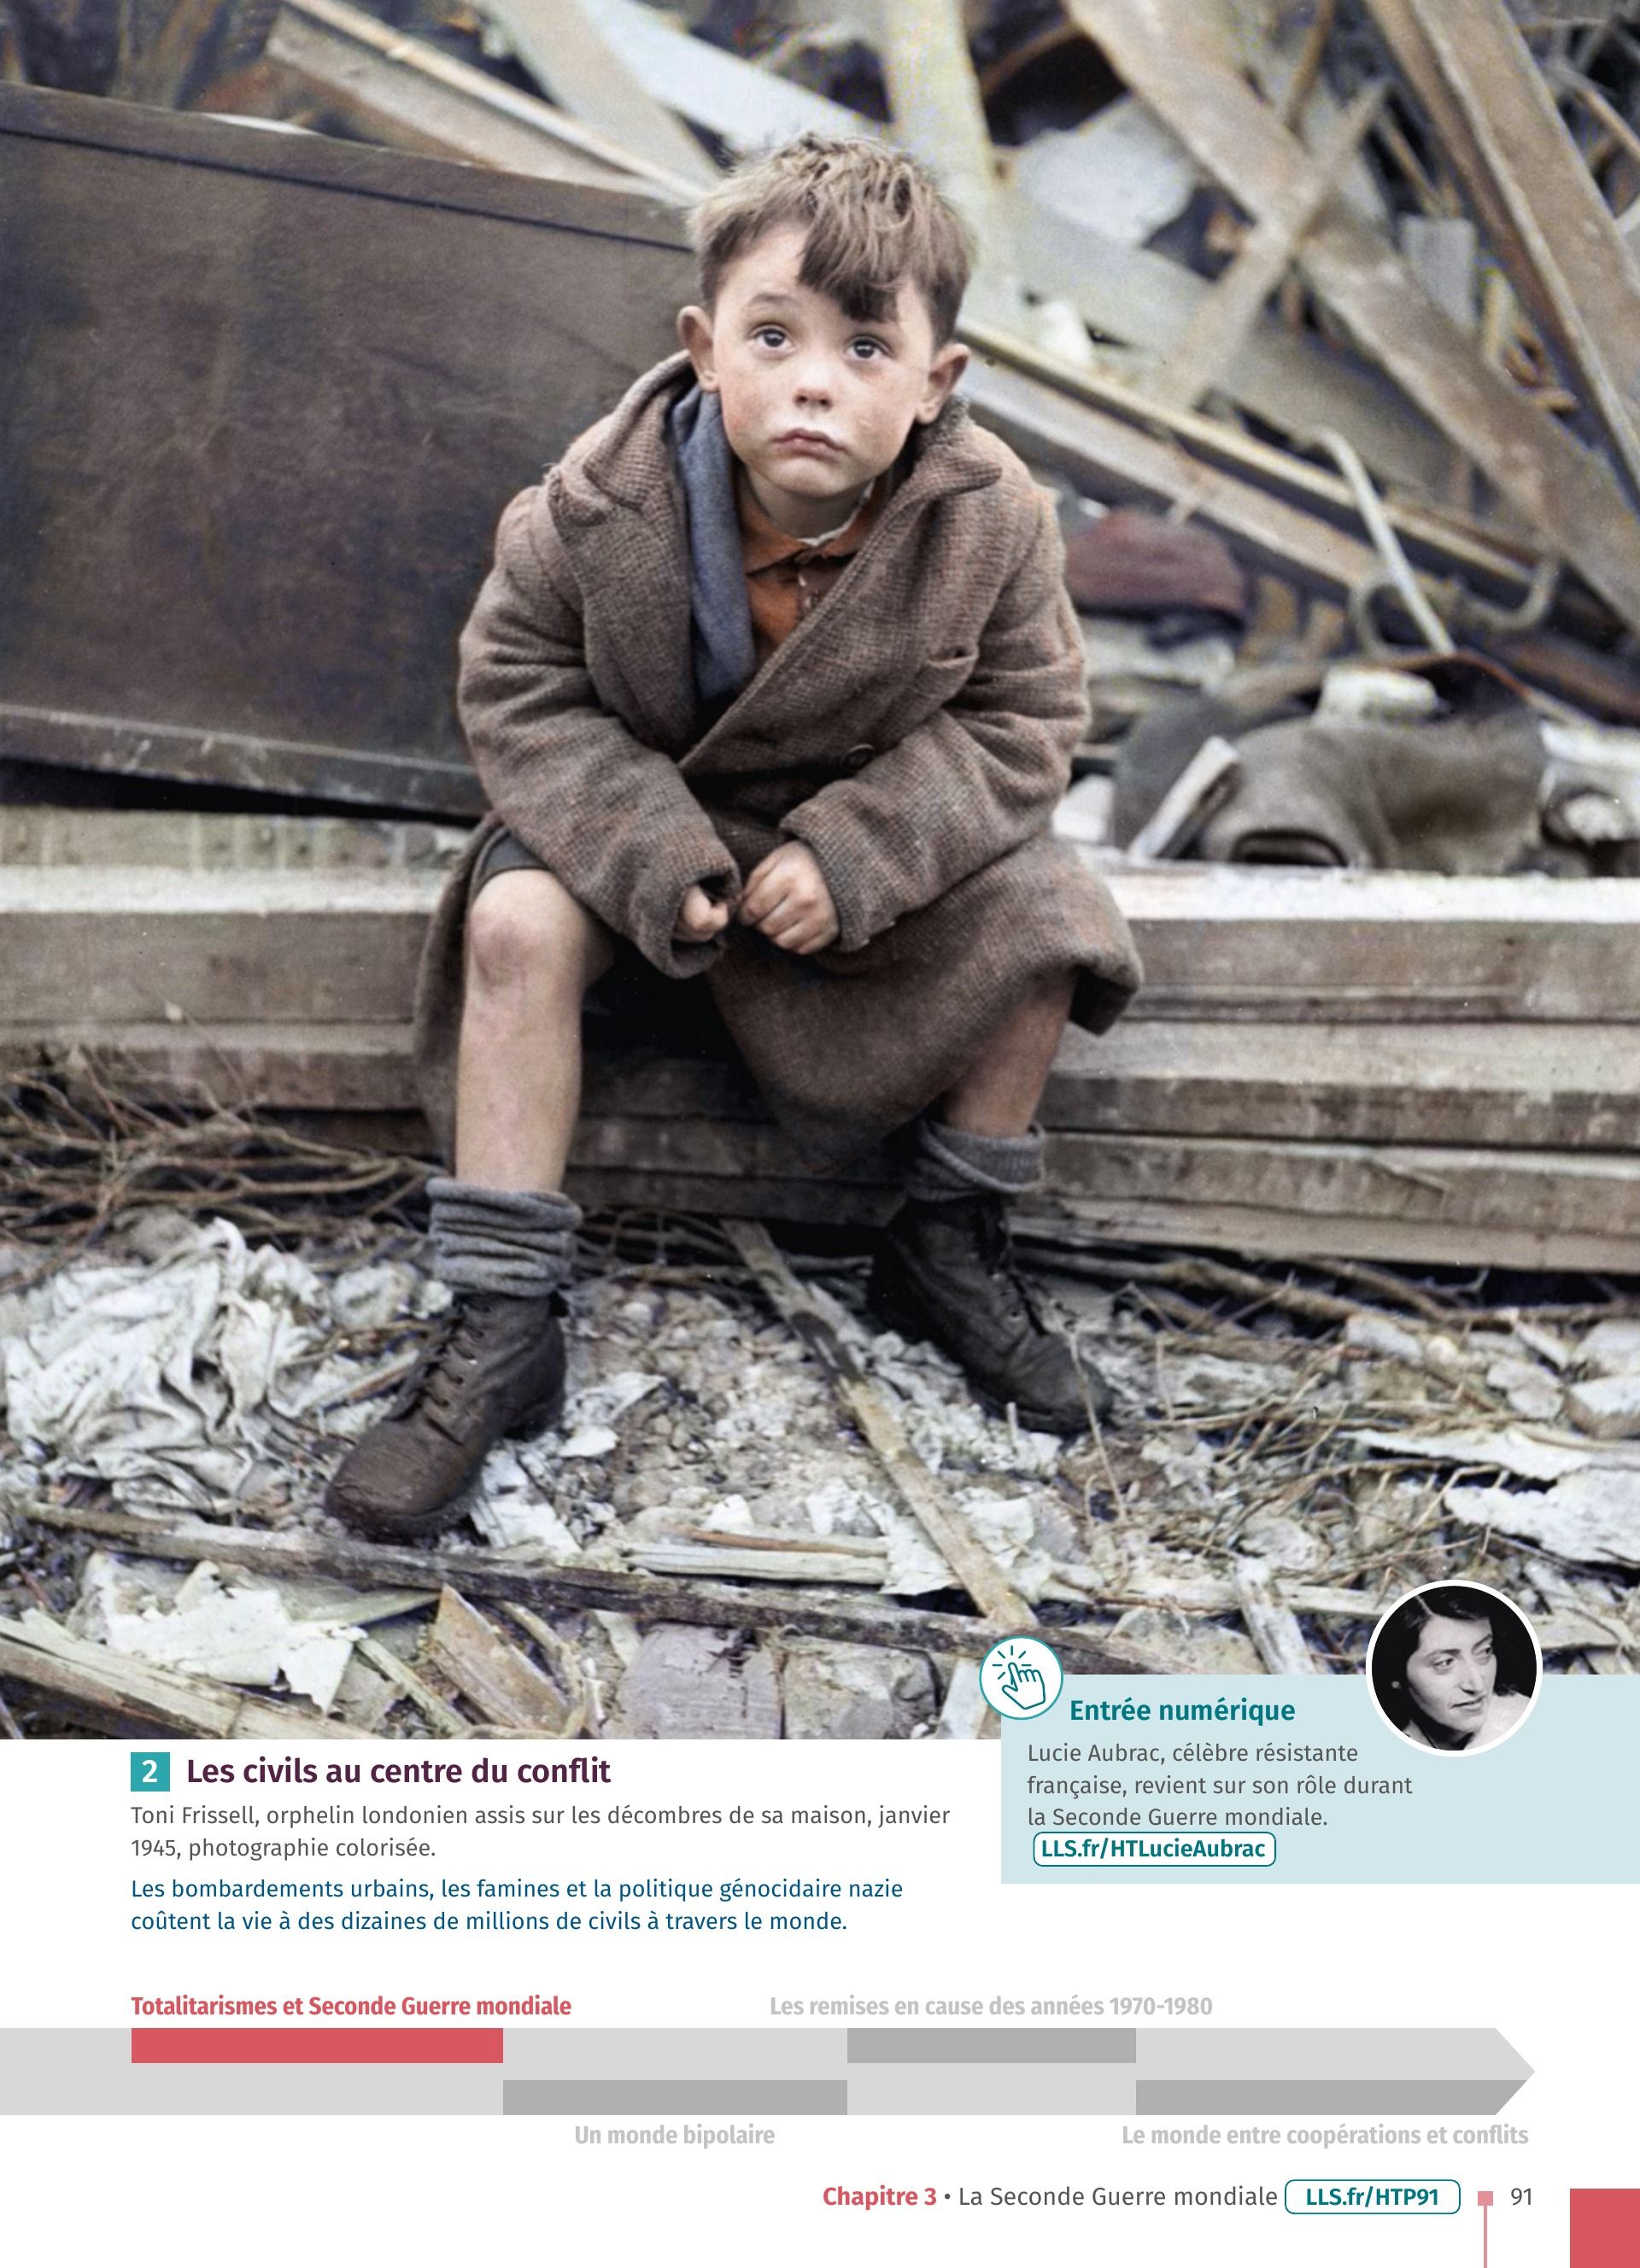 Entrée numérique
Lucie Aubrac, célèbre résistante
française, revient sur son rôle durant
la Seconde Guerre mondiale.
LLS.fr/HTLucieAubrac
2 Les civils au centre du conflit
Toni Frissell, orphelin londonien assis sur les décombres de sa maison, janvier
1945, photographie colorisée.
Les bombardements urbains, les famines et la politique génocidaire nazie
coûtent la vie à des dizaines de millions de civils à travers le monde.
Totalitarismes et Seconde Guerre mondiale
Les remises en cause des années 1970-1980
Un monde bipolaire
Le monde entre coopérations et conflits
Chapitre 3 • La Seconde Guerre mondiale LLS.fr/HTP91 91